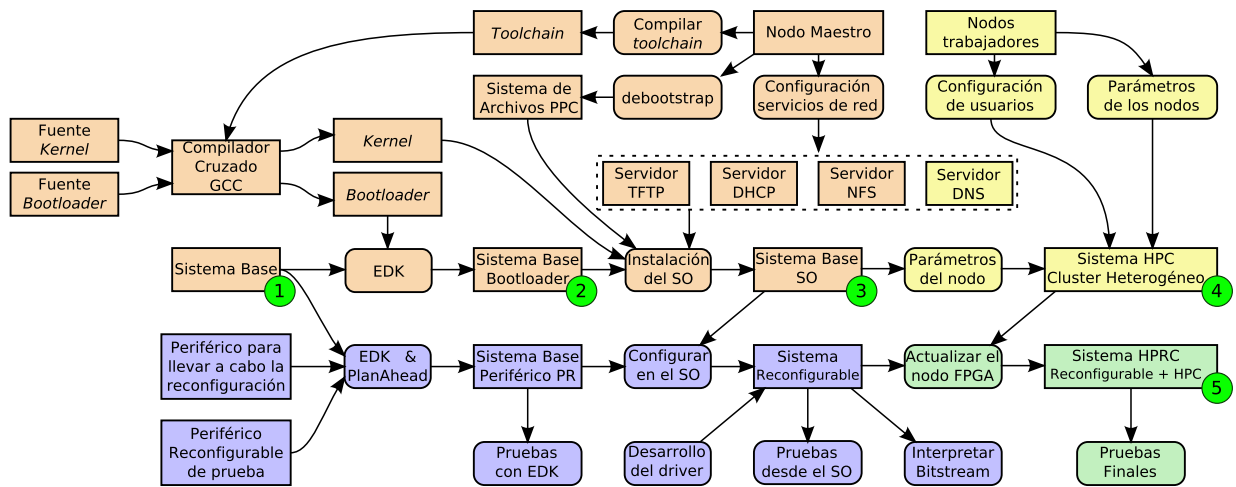 Toolchain
Compilar
toolchain
Nodo Maestro
Nodos
trabajadores
Sistema de
Archivos PPC
debootstrap
Configuración
servicios de red
Configuración
de usuarios
Parámetros
de los nodos
Fuente
Kernel
Fuente
Bootloader
Compilador
Cruzado
GCC
Kernel
Bootloader
Servidor
TFTP
Servidor
DHCP
Servidor
NFS
Servidor
DNS
Sistema Base
1
EDK
Sistema Base
Bootloader
2
Instalación
del SO
Sistema Base
SO
3
Parámetros
del nodo
Sistema HPC
Cluster Heterogéneo
4
Periférico para
llevar a cabo la
reconfiguración
EDK &
PlanAhead
Sistema Base
Periférico PR
Configurar
en el SO
Sistema
Reconfigurable
Actualizar el
nodo FPGA
Sistema HPRC
Reconfigurable + HPC
5
Periférico
Reconfigurable
de prueba
Pruebas
con EDK
Desarrollo
del driver
Pruebas
desde el SO
Interpretar
Bitstream
Pruebas
Finales